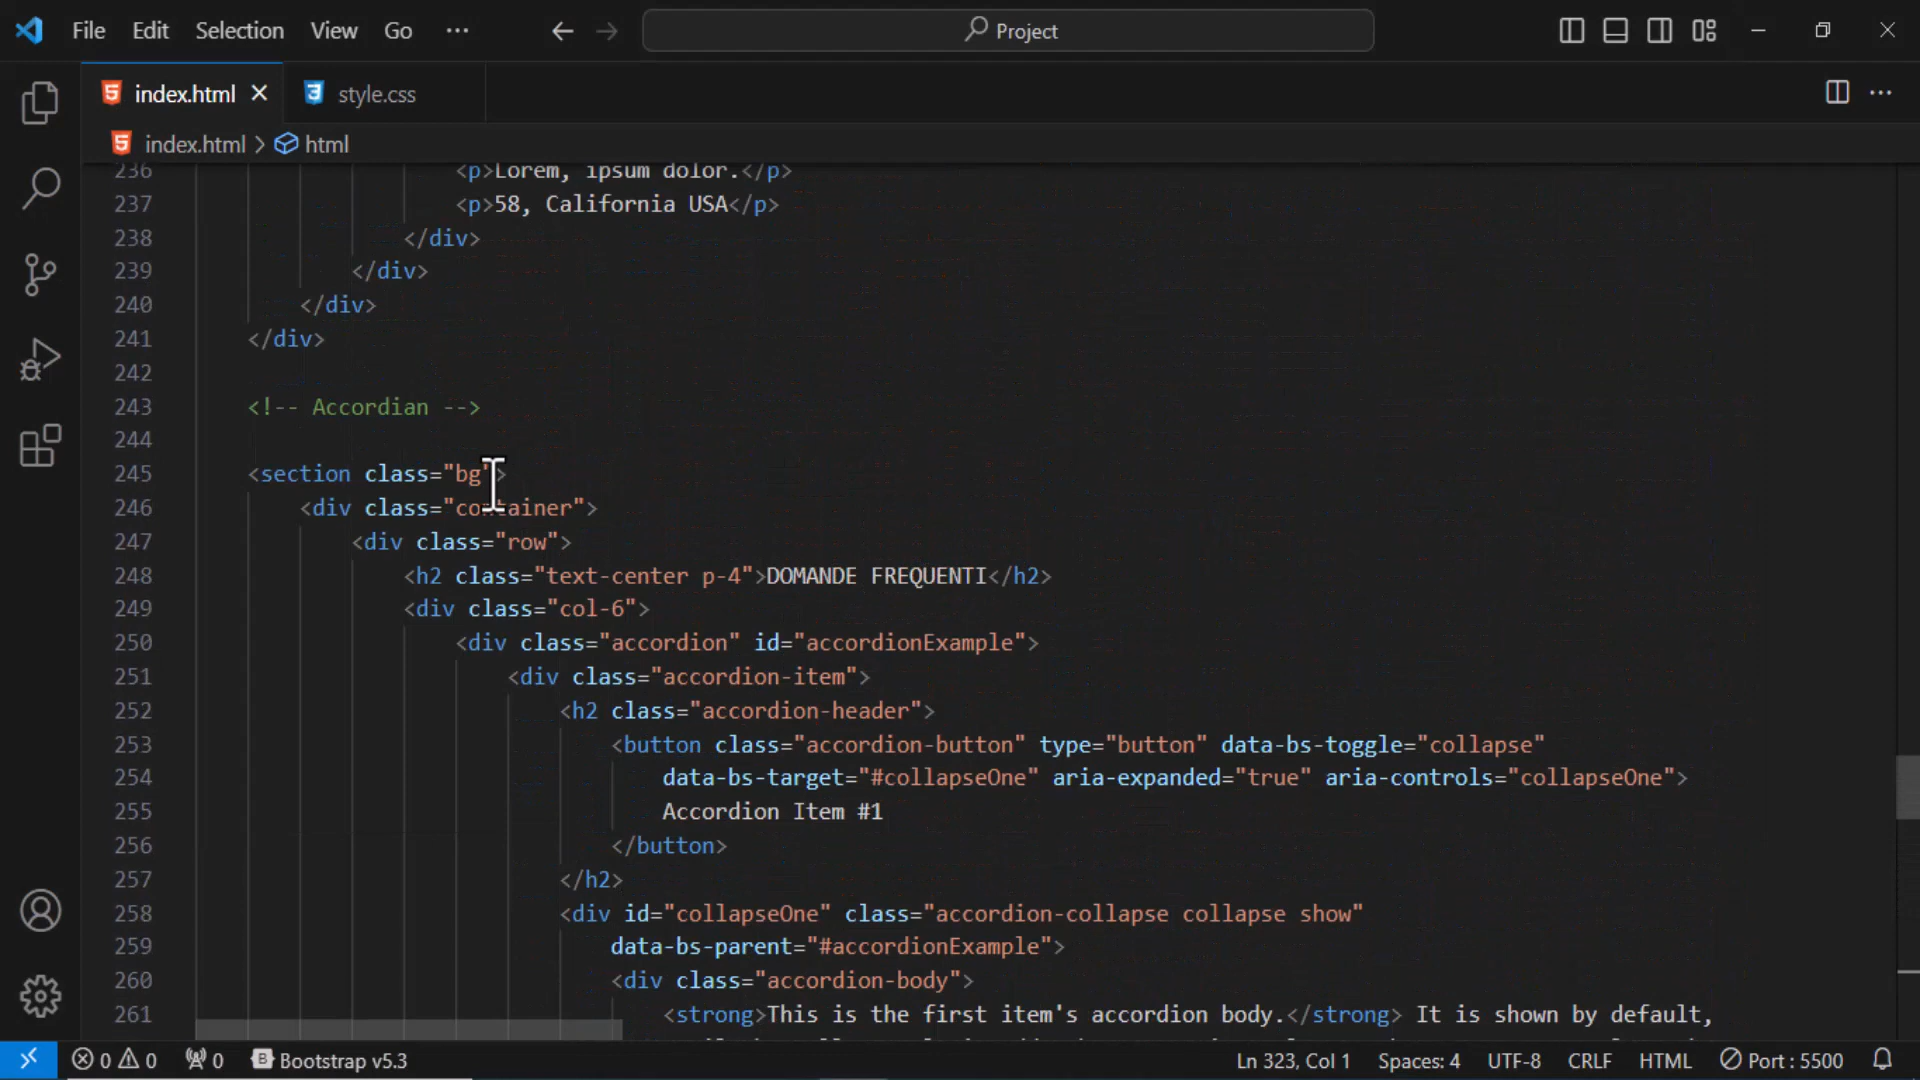 File Edit Selection View Go ... Project
index.html style.css
index.html > html
236 <p>Lorem, ipsum dolor.</p>
237 <p>58, California USA</p>
238 </div>
239 </div>
240 </div>
241 </div>
242
243 <!-- Accordian -->
244
245 <section class="bg">
246 <div class="container">
247 <div class="row">
248 <h2 class="text-center p-4">DOMANDE FREQUENTI</h2>
249 <div class="col-6">
250 <div class="accordion" id="accordionExample">
251 <div class="accordion-item">
252 <h2 class="accordion-header">
253 <button class="accordion-button" type="button" data-bs-toggle="collapse"
254 data-bs-target="#collapseOne" aria-expanded="true" aria-controls="collapseOne">
255 Accordion Item #1
256 </button>
257 </h2>
258 <div id="collapseOne" class="accordion-collapse collapse show"
259 data-bs-parent="#accordionExample">
260 <div class="accordion-body">
261 <strong>This is the first item's accordion body.</strong> It is shown by default,
0 0 0 Bootstrap v5.3 Ln 323, Col 1 Spaces: 4 UTF-8 CRLF HTML Port : 5500